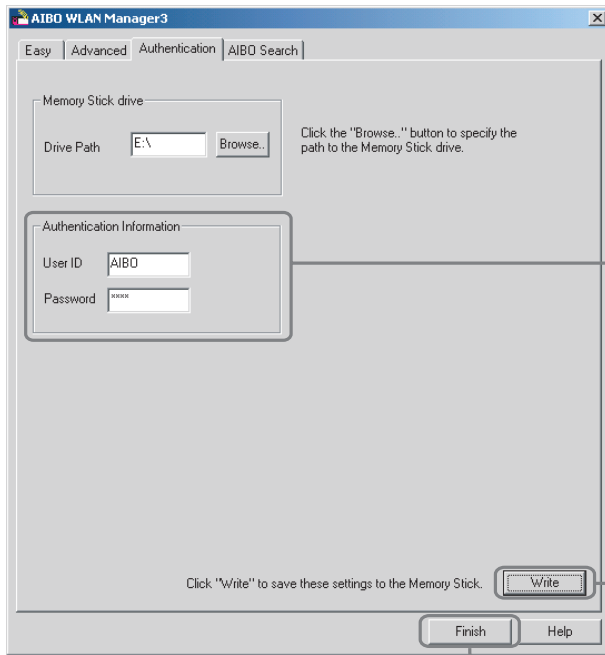 AIBO WLAN Manager3
Easy Advanced Authentication AIBO Search
Memory Stick drive
Drive Path E:\ Browse..
Click the "Browse.." button to specify the
path to the Memory Stick drive.
Authentication Information
User ID AIBO
Password ****
Click "Write" to save these settings to the Memory Stick. Write
Finish Help